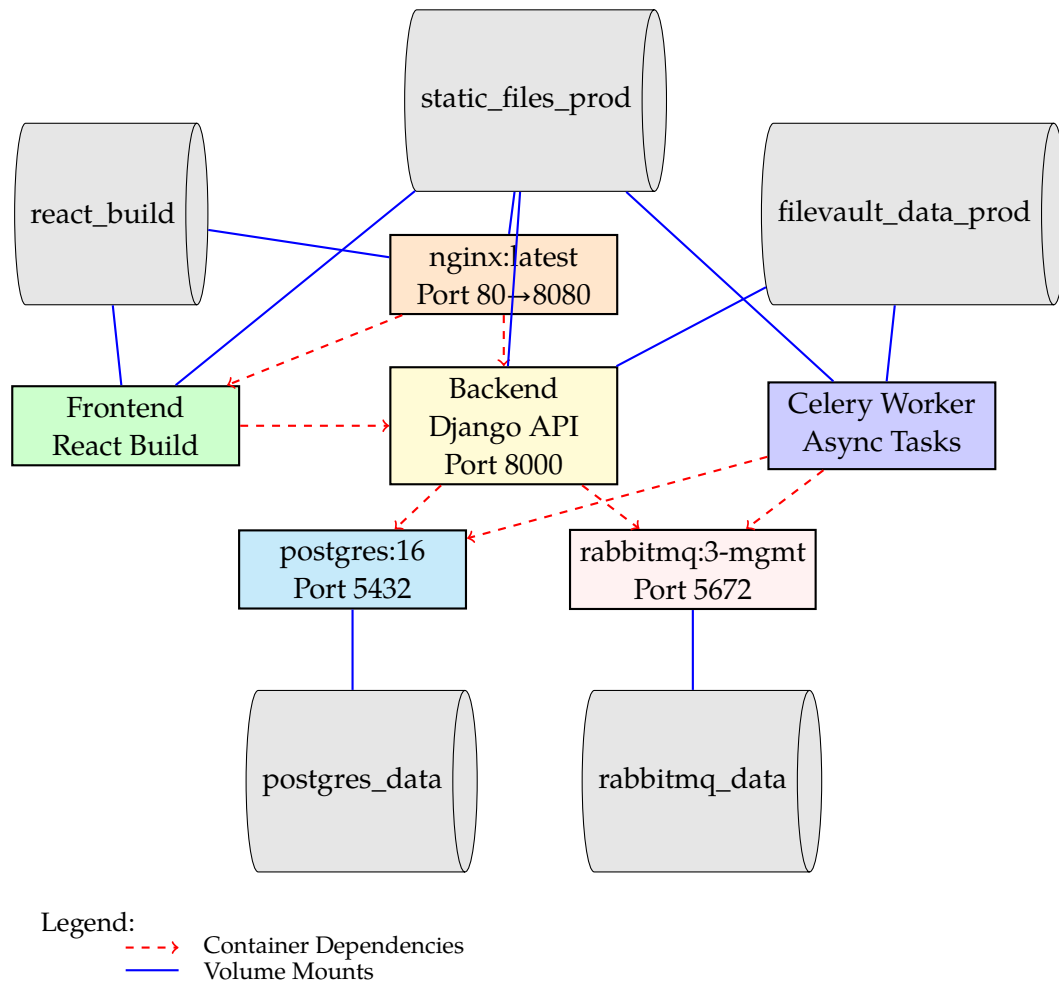 static_files_prod
react_build
filevault_data_prod
nginx:latest
Port 80→8080
Frontend
React Build
Backend
Django API
Port 8000
Celery Worker
Async Tasks
postgres:16
Port 5432
rabbitmq:3-mgmt
Port 5672
postgres_data
rabbitmq_data
Legend:
Container Dependencies
Volume Mounts